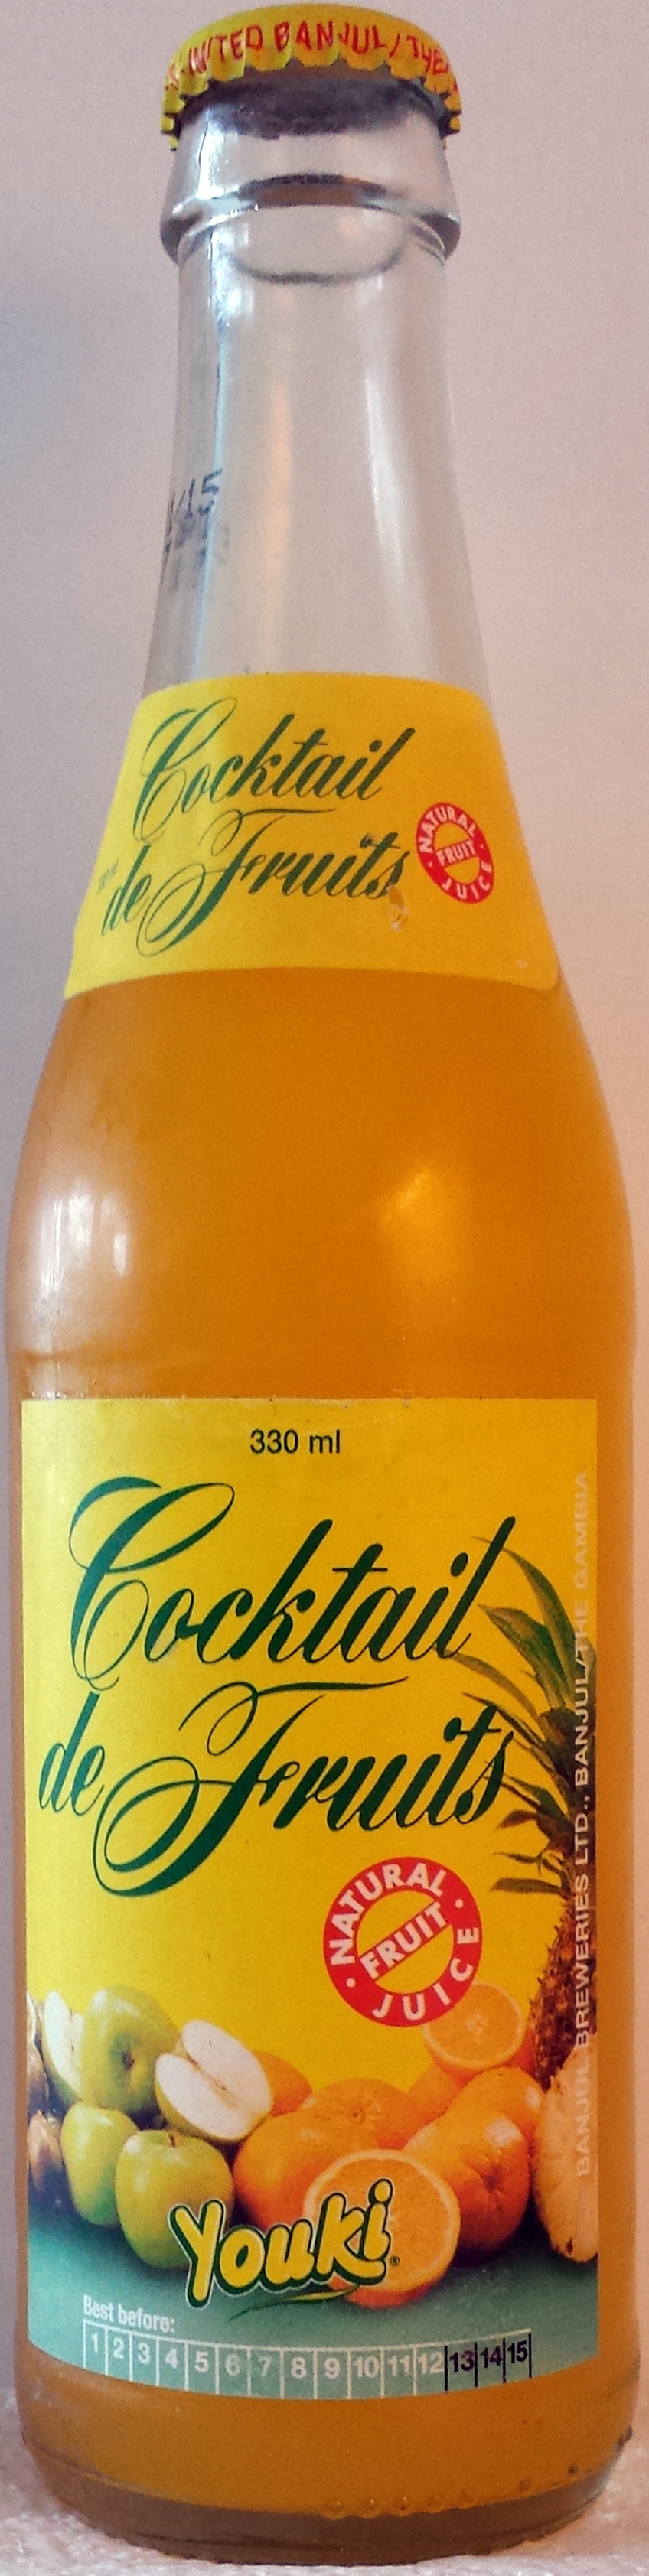 LIMITED BANJUL/THE
/15
Cocktail
de Fruits
NATURAL
FRUIT
JUICE
330 ml
Cocktail
de Fruits
NATURAL
FRUIT
JUICE
BANJUL BREWERIES LTD., BANJUL/THE GAMBIA
Youki
Best before:
1 2 3 4 5 6 7 8 9 10 11 12 13 14 15